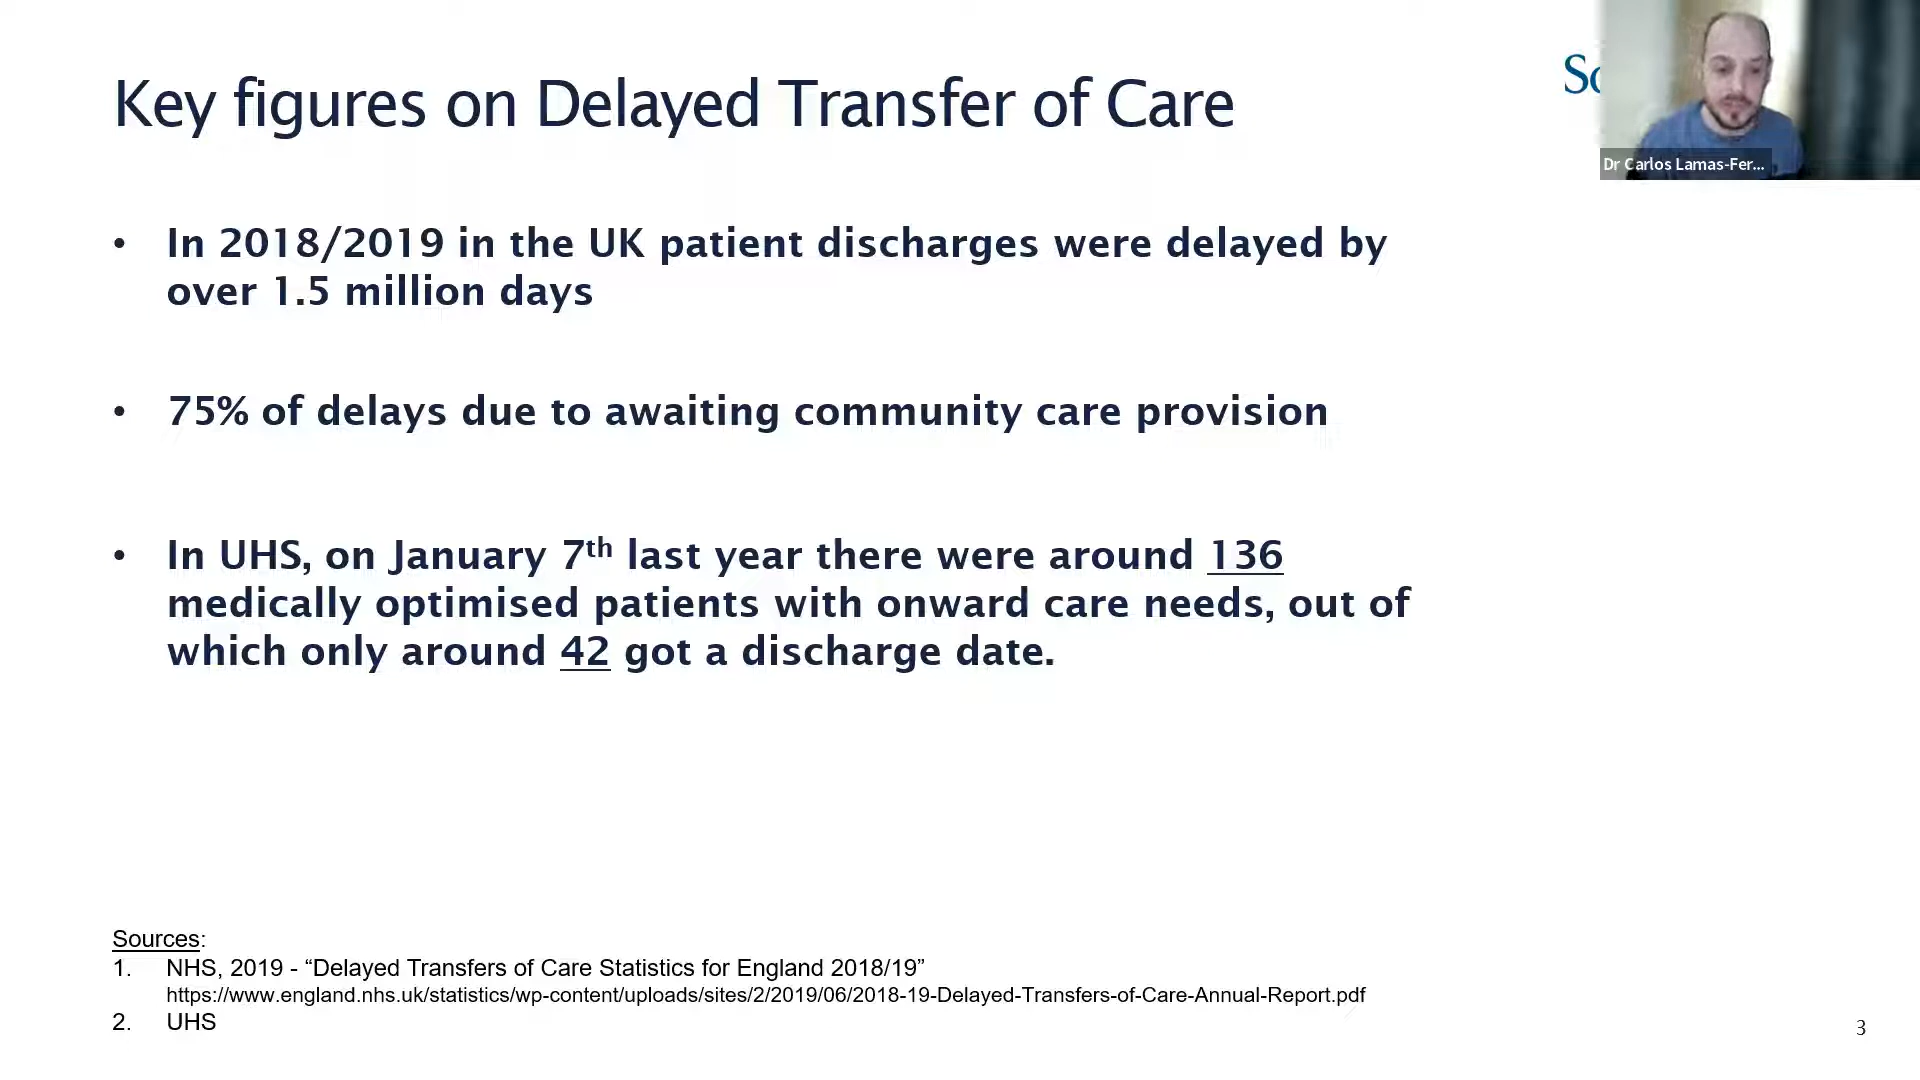 Key figures on Delayed Transfer of Care
So
Dr Carlos Lamas-Fer...
• In 2018/2019 in the UK patient discharges were delayed by
over 1.5 million days
• 75% of delays due to awaiting community care provision
• In UHS, on January 7th last year there were around 136
medically optimised patients with onward care needs, out of
which only around 42 got a discharge date.
Sources:
1. NHS, 2019 - “Delayed Transfers of Care Statistics for England 2018/19”
https://www.england.nhs.uk/statistics/wp-content/uploads/sites/2/2019/06/2018-19-Delayed-Transfers-of-Care-Annual-Report.pdf
2. UHS
3